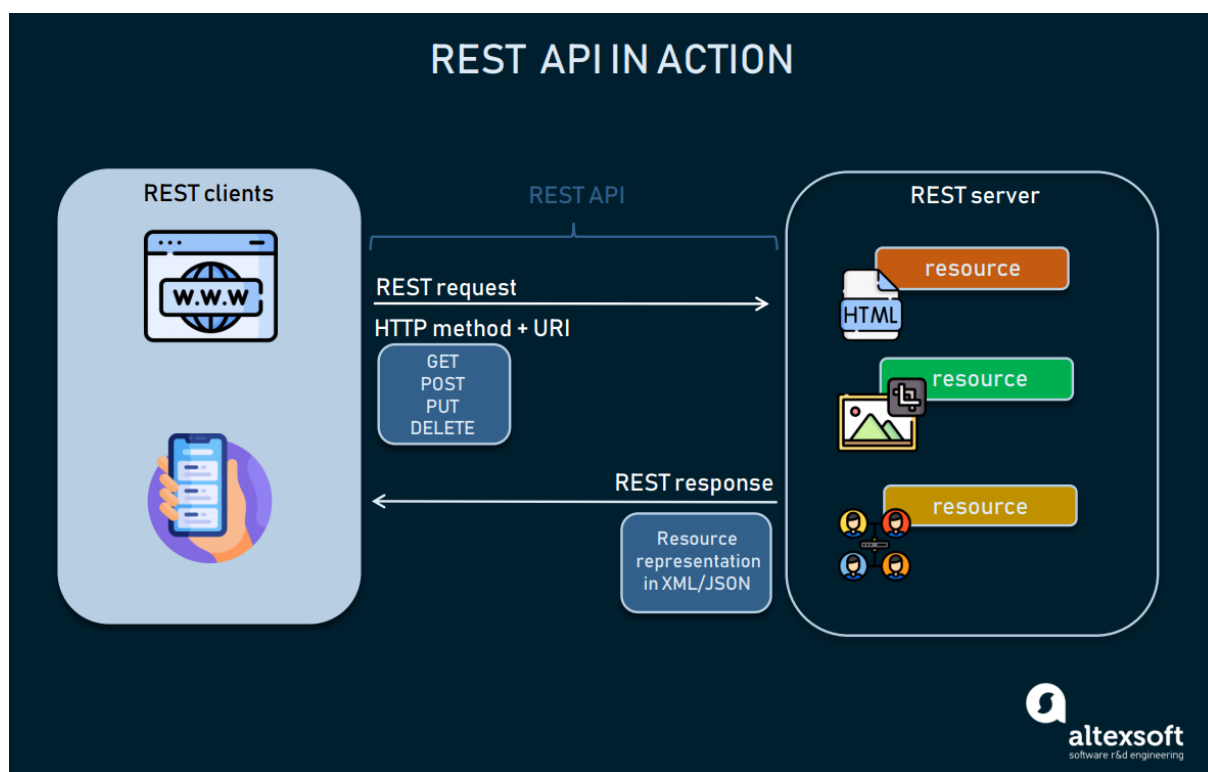 REST API IN ACTION
REST clients
W.W.W
REST API
REST request
HTTP method + URI
GET
POST
PUT
DELETE
REST response
Resource
representation
in XML/JSON
REST server
resource
HTML
resource
resource
altexsoft
software r&d engineering